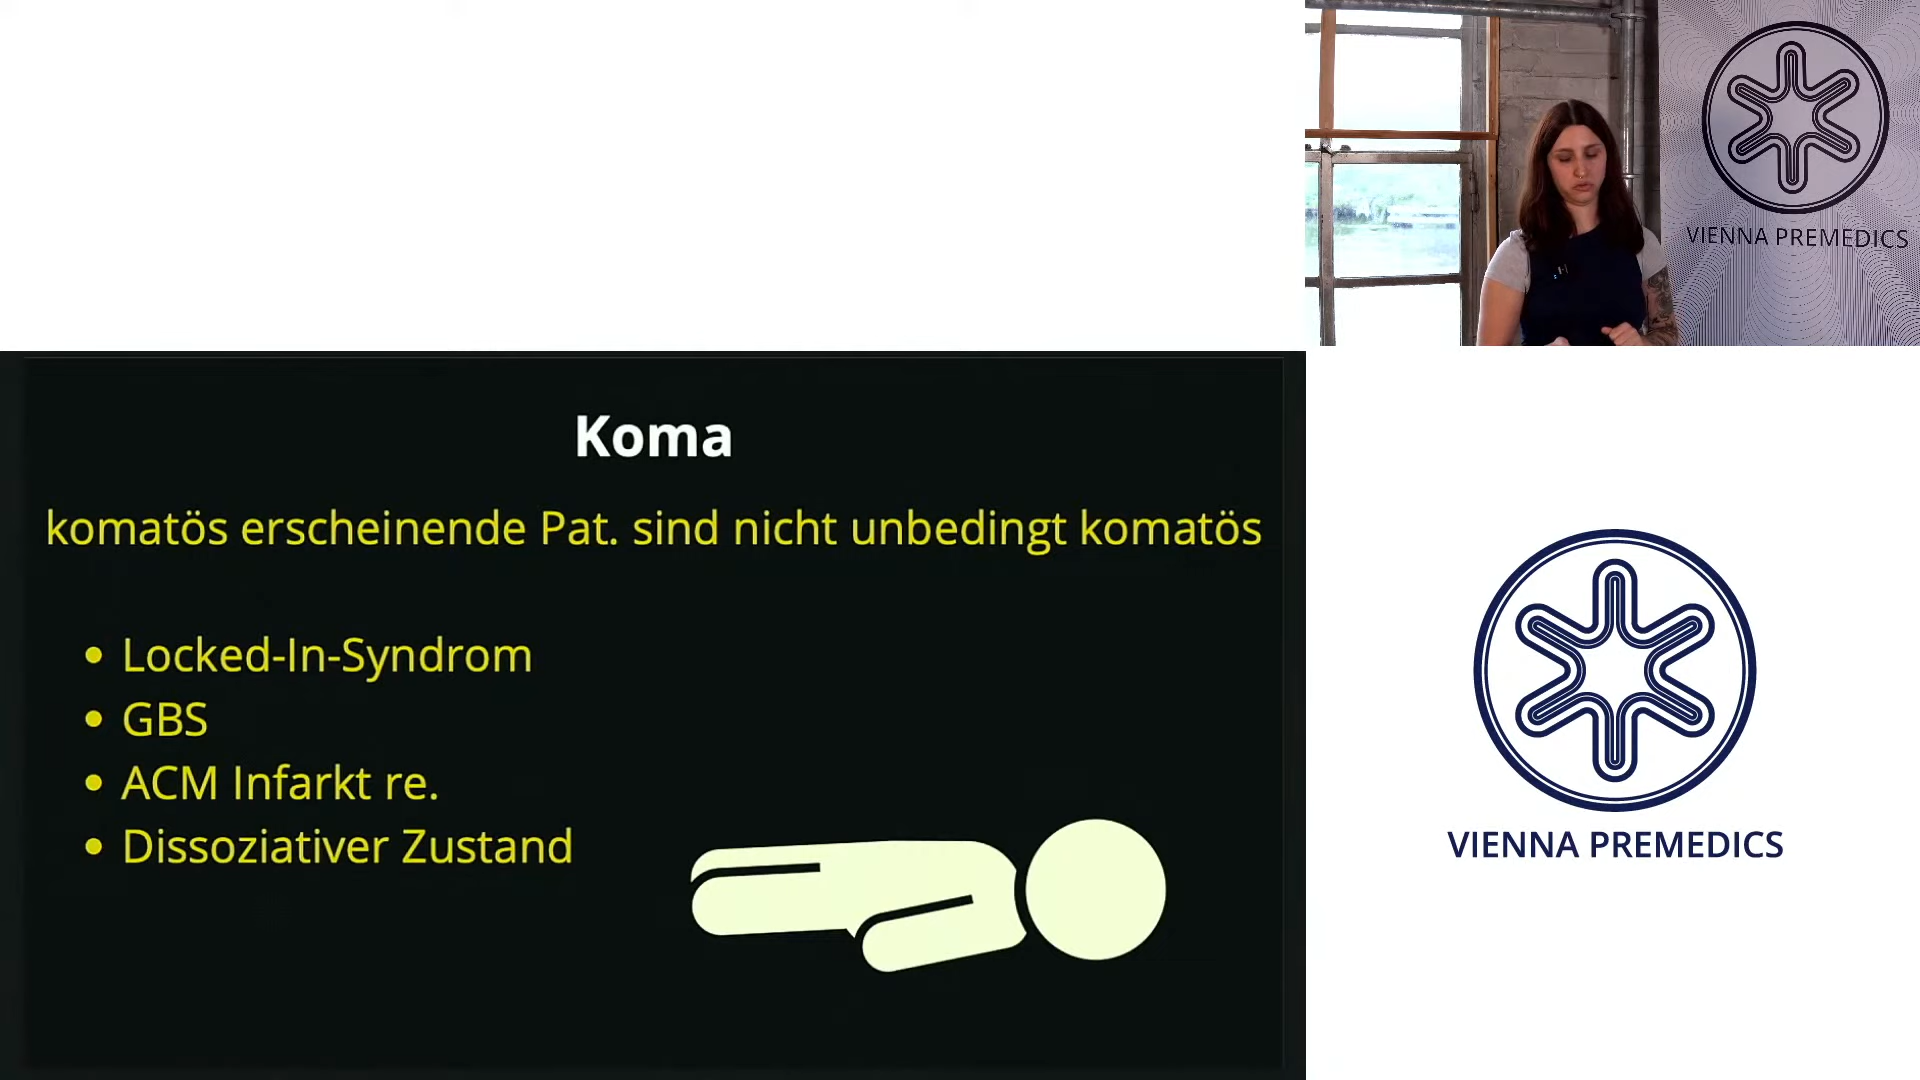 VIENNA PREMEDICS
Koma
komatös erscheinende Pat. sind nicht unbedingt komatös
• Locked-In-Syndrom
• GBS
• ACM Infarkt re.
• Dissoziativer Zustand
VIENNA PREMEDICS